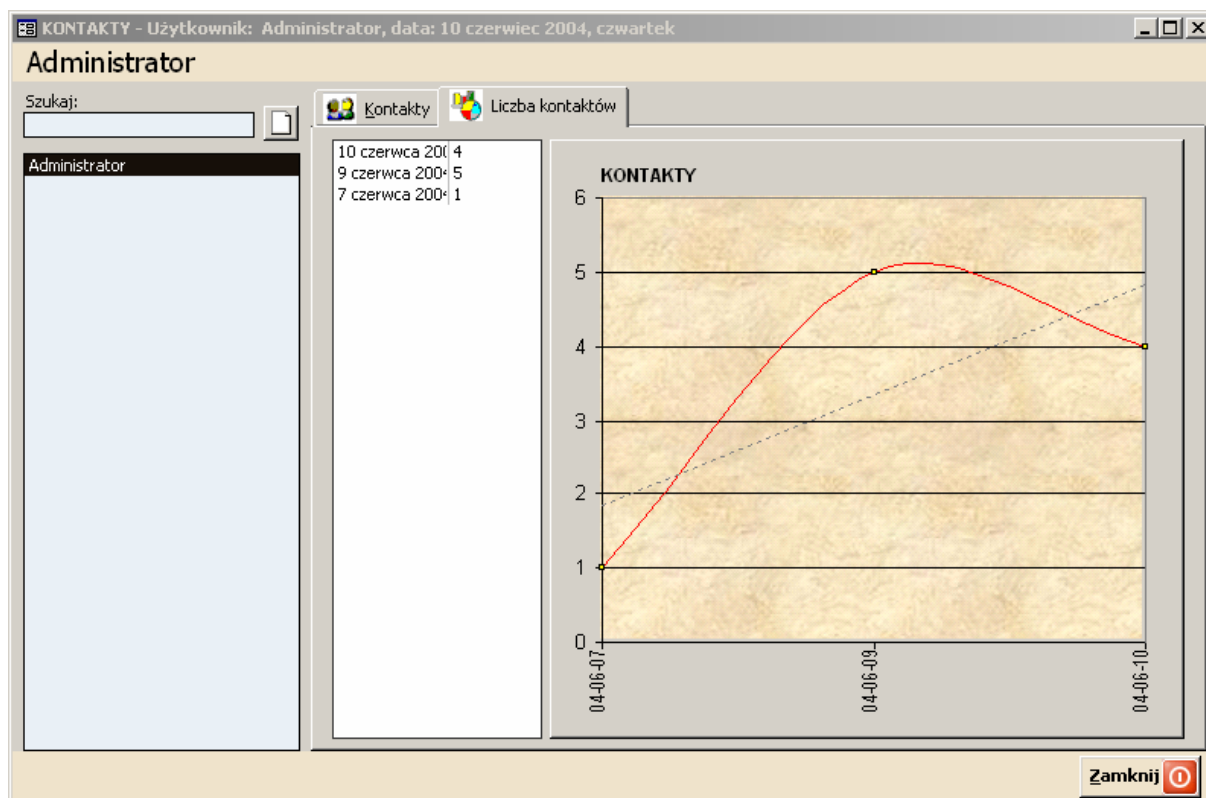 KONTAKTY - Użytkownik: Administrator, data: 10 czerwiec 2004, czwartek
Administrator
Szukaj:
Administrator
Kontakty
Liczba kontaktów
10 czerwca 200 4
9 czerwca 2004 5
7 czerwca 2004 1
KONTAKTY
6
5
4
3
2
1
0
04-06-07
04-06-09
04-06-10
Zamknij